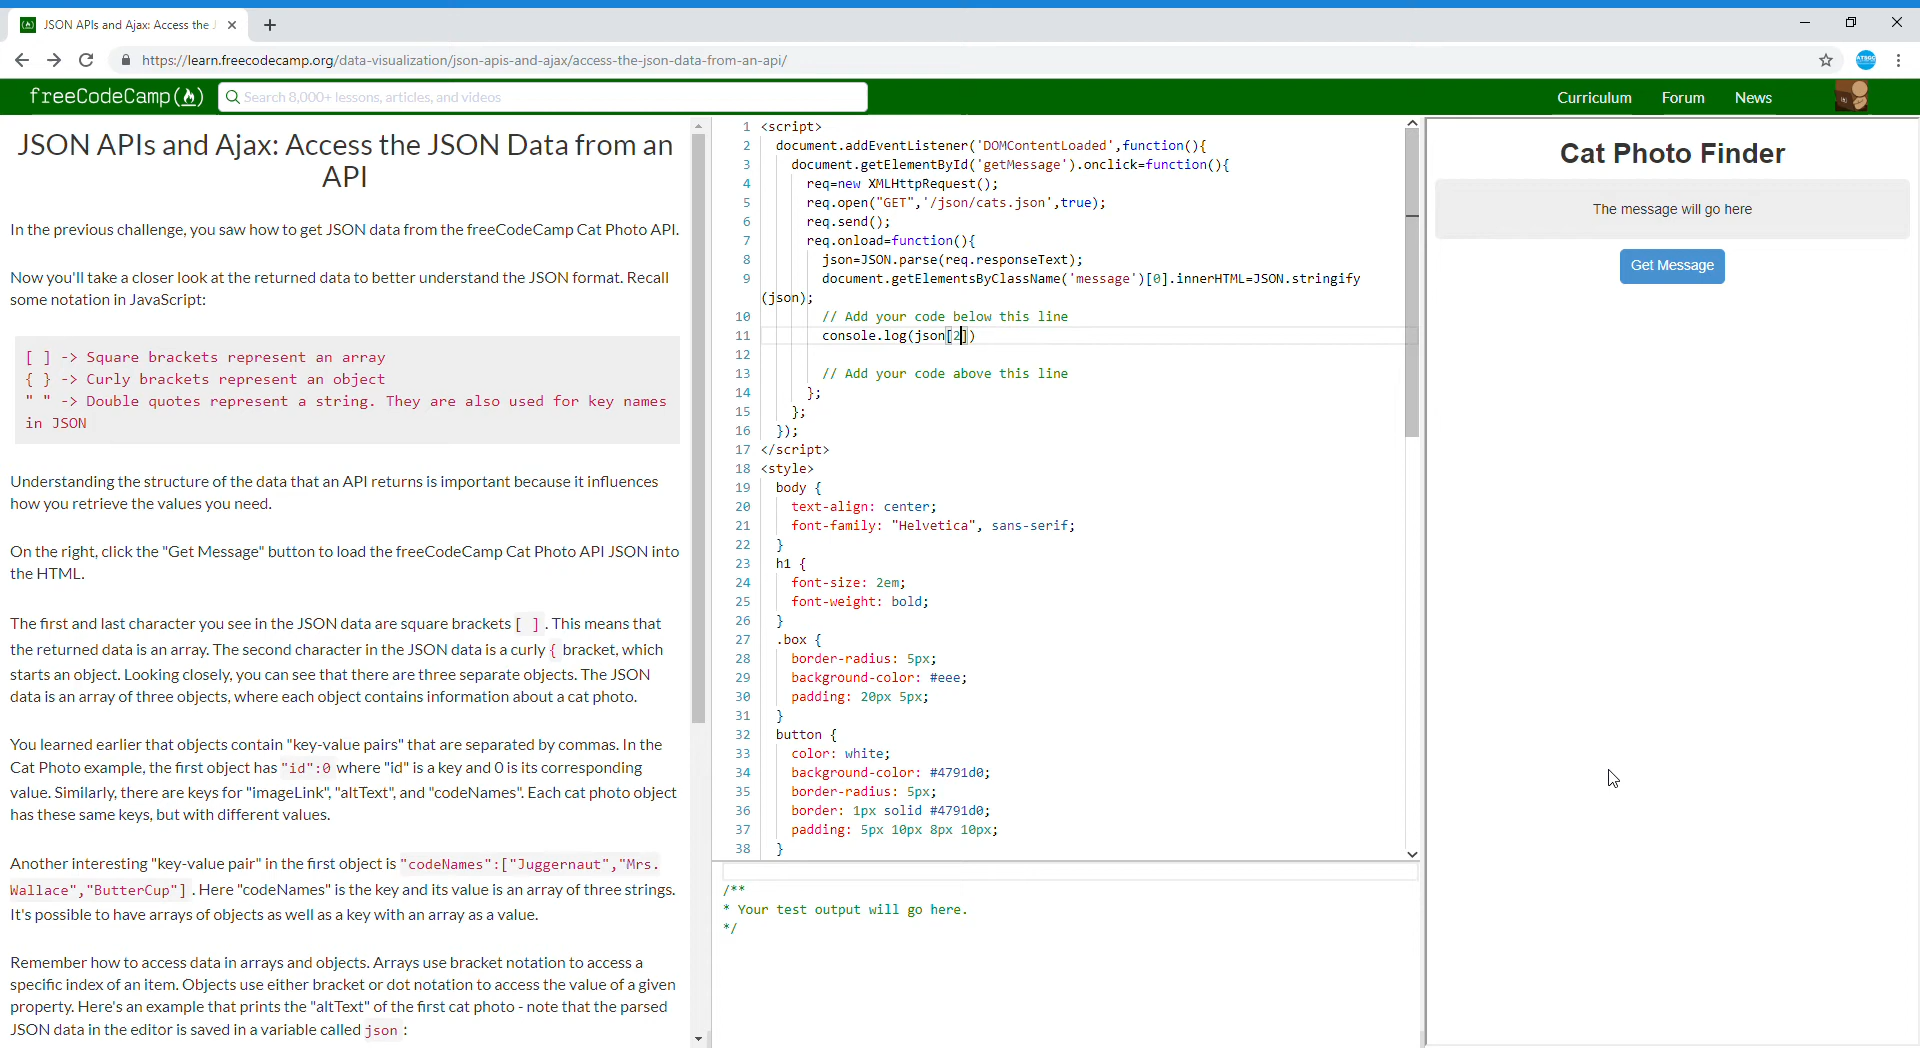 JSON APIs and Ajax: Access the J
https://learn.freecodecamp.org/data-visualization/json-apis-and-ajax/access-the-json-data-from-an-api/
freeCodeCamp
Search 8,000+ lessons, articles, and videos
Curriculum
Forum
News
JSON APIs and Ajax: Access the JSON Data from an
API
In the previous challenge, you saw how to get JSON data from the freeCodeCamp Cat Photo API.
Now you'll take a closer look at the returned data to better understand the JSON format. Recall
some notation in JavaScript:
[ ] -> Square brackets represent an array
{ } -> Curly brackets represent an object
" " -> Double quotes represent a string. They are also used for key names
in JSON
Understanding the structure of the data that an API returns is important because it influences
how you retrieve the values you need.
On the right, click the "Get Message" button to load the freeCodeCamp Cat Photo API JSON into
the HTML.
The first and last character you see in the JSON data are square brackets [ ] . This means that
the returned data is an array. The second character in the JSON data is a curly { bracket, which
starts an object. Looking closely, you can see that there are three separate objects. The JSON
data is an array of three objects, where each object contains information about a cat photo.
You learned earlier that objects contain "key-value pairs" that are separated by commas. In the
Cat Photo example, the first object has "id":0 where "id" is a key and 0 is its corresponding
value. Similarly, there are keys for "imageLink", "altText", and "codeNames". Each cat photo object
has these same keys, but with different values.
Another interesting "key-value pair" in the first object is "codeNames":["Juggernaut","Mrs.
Wallace","ButterCup"] . Here "codeNames" is the key and its value is an array of three strings.
It's possible to have arrays of objects as well as a key with an array as a value.
Remember how to access data in arrays and objects. Arrays use bracket notation to access a
specific index of an item. Objects use either bracket or dot notation to access the value of a given
property. Here's an example that prints the "altText" of the first cat photo - note that the parsed
JSON data in the editor is saved in a variable called json :
1 <script>
2 document.addEventListener('DOMContentLoaded',function(){
3 document.getElementById('getMessage').onclick=function(){
4 req=new XMLHttpRequest();
5 req.open("GET",'/json/cats.json',true);
6 req.send();
7 req.onload=function(){
8 json=JSON.parse(req.responseText);
9 document.getElementsByClassName('message')[0].innerHTML=JSON.stringify
(json);
10 // Add your code below this line
11 console.log(json[2])
12
13 // Add your code above this line
14 };
15 };
16 });
17 </script>
18 <style>
19 body {
20 text-align: center;
21 font-family: "Helvetica", sans-serif;
22 }
23 h1 {
24 font-size: 2em;
25 font-weight: bold;
26 }
27 .box {
28 border-radius: 5px;
29 background-color: #eee;
30 padding: 20px 5px;
31 }
32 button {
33 color: white;
34 background-color: #4791d0;
35 border-radius: 5px;
36 border: 1px solid #4791d0;
37 padding: 5px 10px 8px 10px;
38 }
/**
* Your test output will go here.
*/
Cat Photo Finder
The message will go here
Get Message